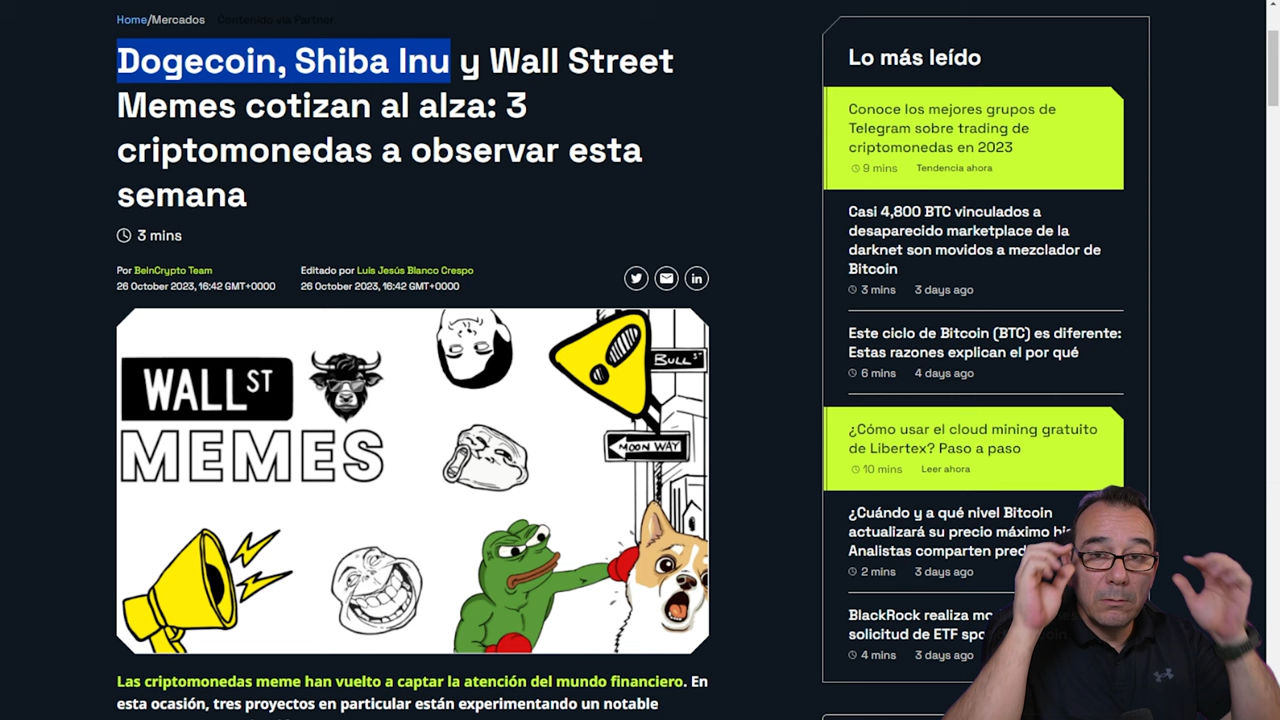 Home/Mercados Contenido vía Partner
Dogecoin, Shiba Inu y Wall Street
Memes cotizan al alza: 3
criptomonedas a observar esta
semana
3 mins
Por BeInCrypto Team
26 October 2023, 16:42 GMT+0000
Editado por Luis Jesús Blanco Crespo
26 October 2023, 16:42 GMT+0000
WALL ST
MEMES
BULL ST
MOON WAY
Las criptomonedas meme han vuelto a captar la atención del mundo financiero. En
esta ocasión, tres proyectos en particular están experimentando un notable
Lo más leído
Conoce los mejores grupos de
Telegram sobre trading de
criptomonedas en 2023
9 mins Tendencia ahora
Casi 4,800 BTC vinculados a
desaparecido marketplace de la
darknet son movidos a mezclador de
Bitcoin
3 mins 3 days ago
Este ciclo de Bitcoin (BTC) es diferente:
Estas razones explican el por qué
6 mins 4 days ago
¿Cómo usar el cloud mining gratuito
de Libertex? Paso a paso
10 mins Leer ahora
¿Cuándo y a qué nivel Bitcoin
actualizará su precio máximo
Analistas comparten
2 mins 3 days ago
BlackRock realiza
solicitud de ETF
4 mins 3 days ago